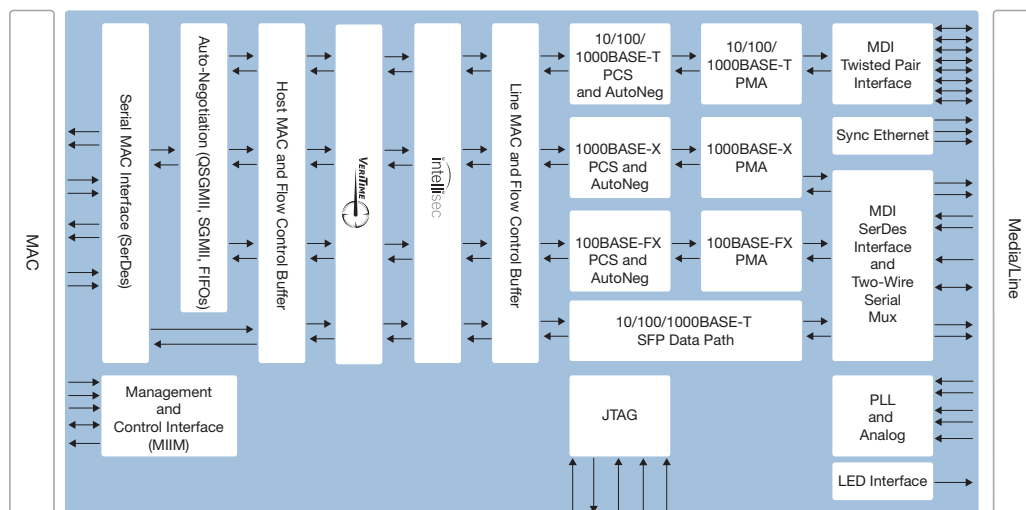 MAC
Serial MAC Interface (SerDes)
Auto-Negotiation (QSGMII, SGMII, FIFOs)
Host MAC and Flow Control Buffer
VERITIME
intellisec
Line MAC and Flow Control Buffer
10/100/
1000BASE-T
PCS
and AutoNeg
10/100/
1000BASE-T
PMA
MDI
Twisted Pair
Interface
Sync Ethernet
1000BASE-X
PCS and
AutoNeg
1000BASE-X
PMA
100BASE-FX
PCS and
AutoNeg
100BASE-FX
PMA
MDI
SerDes
Interface
and
Two-Wire
Serial
Mux
10/100/1000BASE-T
SFP Data Path
Management
and
Control Interface
(MIIM)
JTAG
PLL
and
Analog
LED Interface
Media/Line